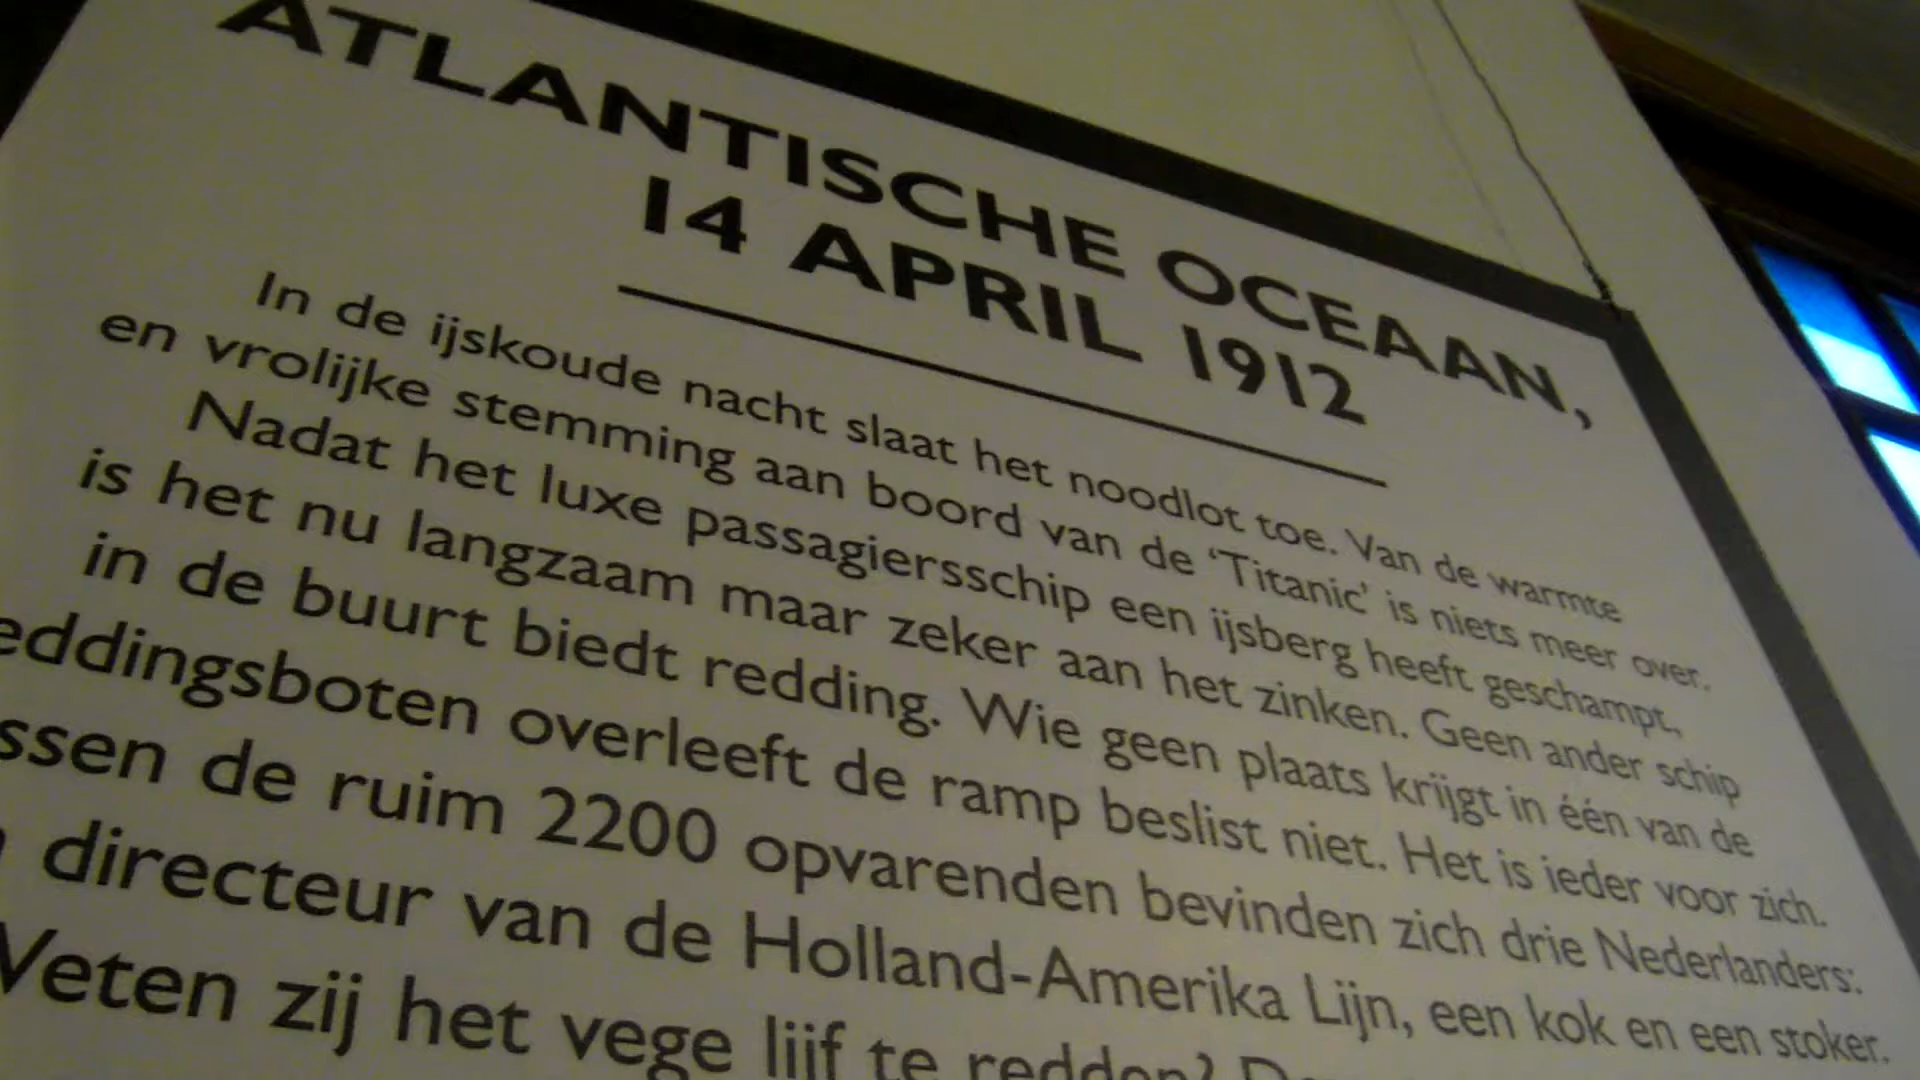 ATLANTISCHE OCEAAN,
14 APRIL 1912
In de ijskoude nacht slaat het noodlot toe. Van de warmte
en vrolijke stemming aan boord van de ‘Titanic’ is niets meer over.
Nadat het luxe passagiersschip een ijsberg heeft geschampt,
is het nu langzaam maar zeker aan het zinken. Geen ander schip
in de buurt biedt redding. Wie geen plaats krijgt in één van de
eddingsboten overleeft de ramp beslist niet. Het is ieder voor zich.
ssen de ruim 2200 opvarenden bevinden zich drie Nederlanders:
directeur van de Holland-Amerika Lijn, een kok en een stoker.
Weten zij het vege lijf te redden?